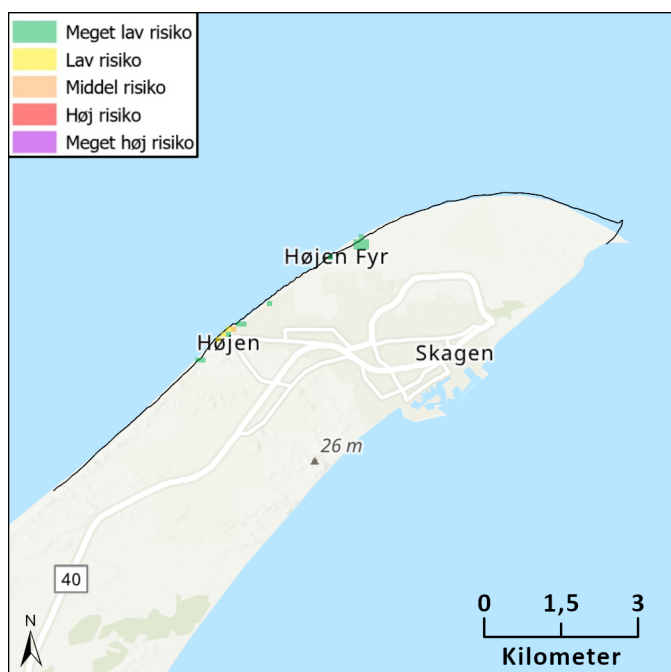 Meget lav risiko
Lav risiko
Middel risiko
Høj risiko
Meget høj risiko
Højen Fyr
Højen
Skagen
26 m
40
N
0 1,5 3
Kilometer